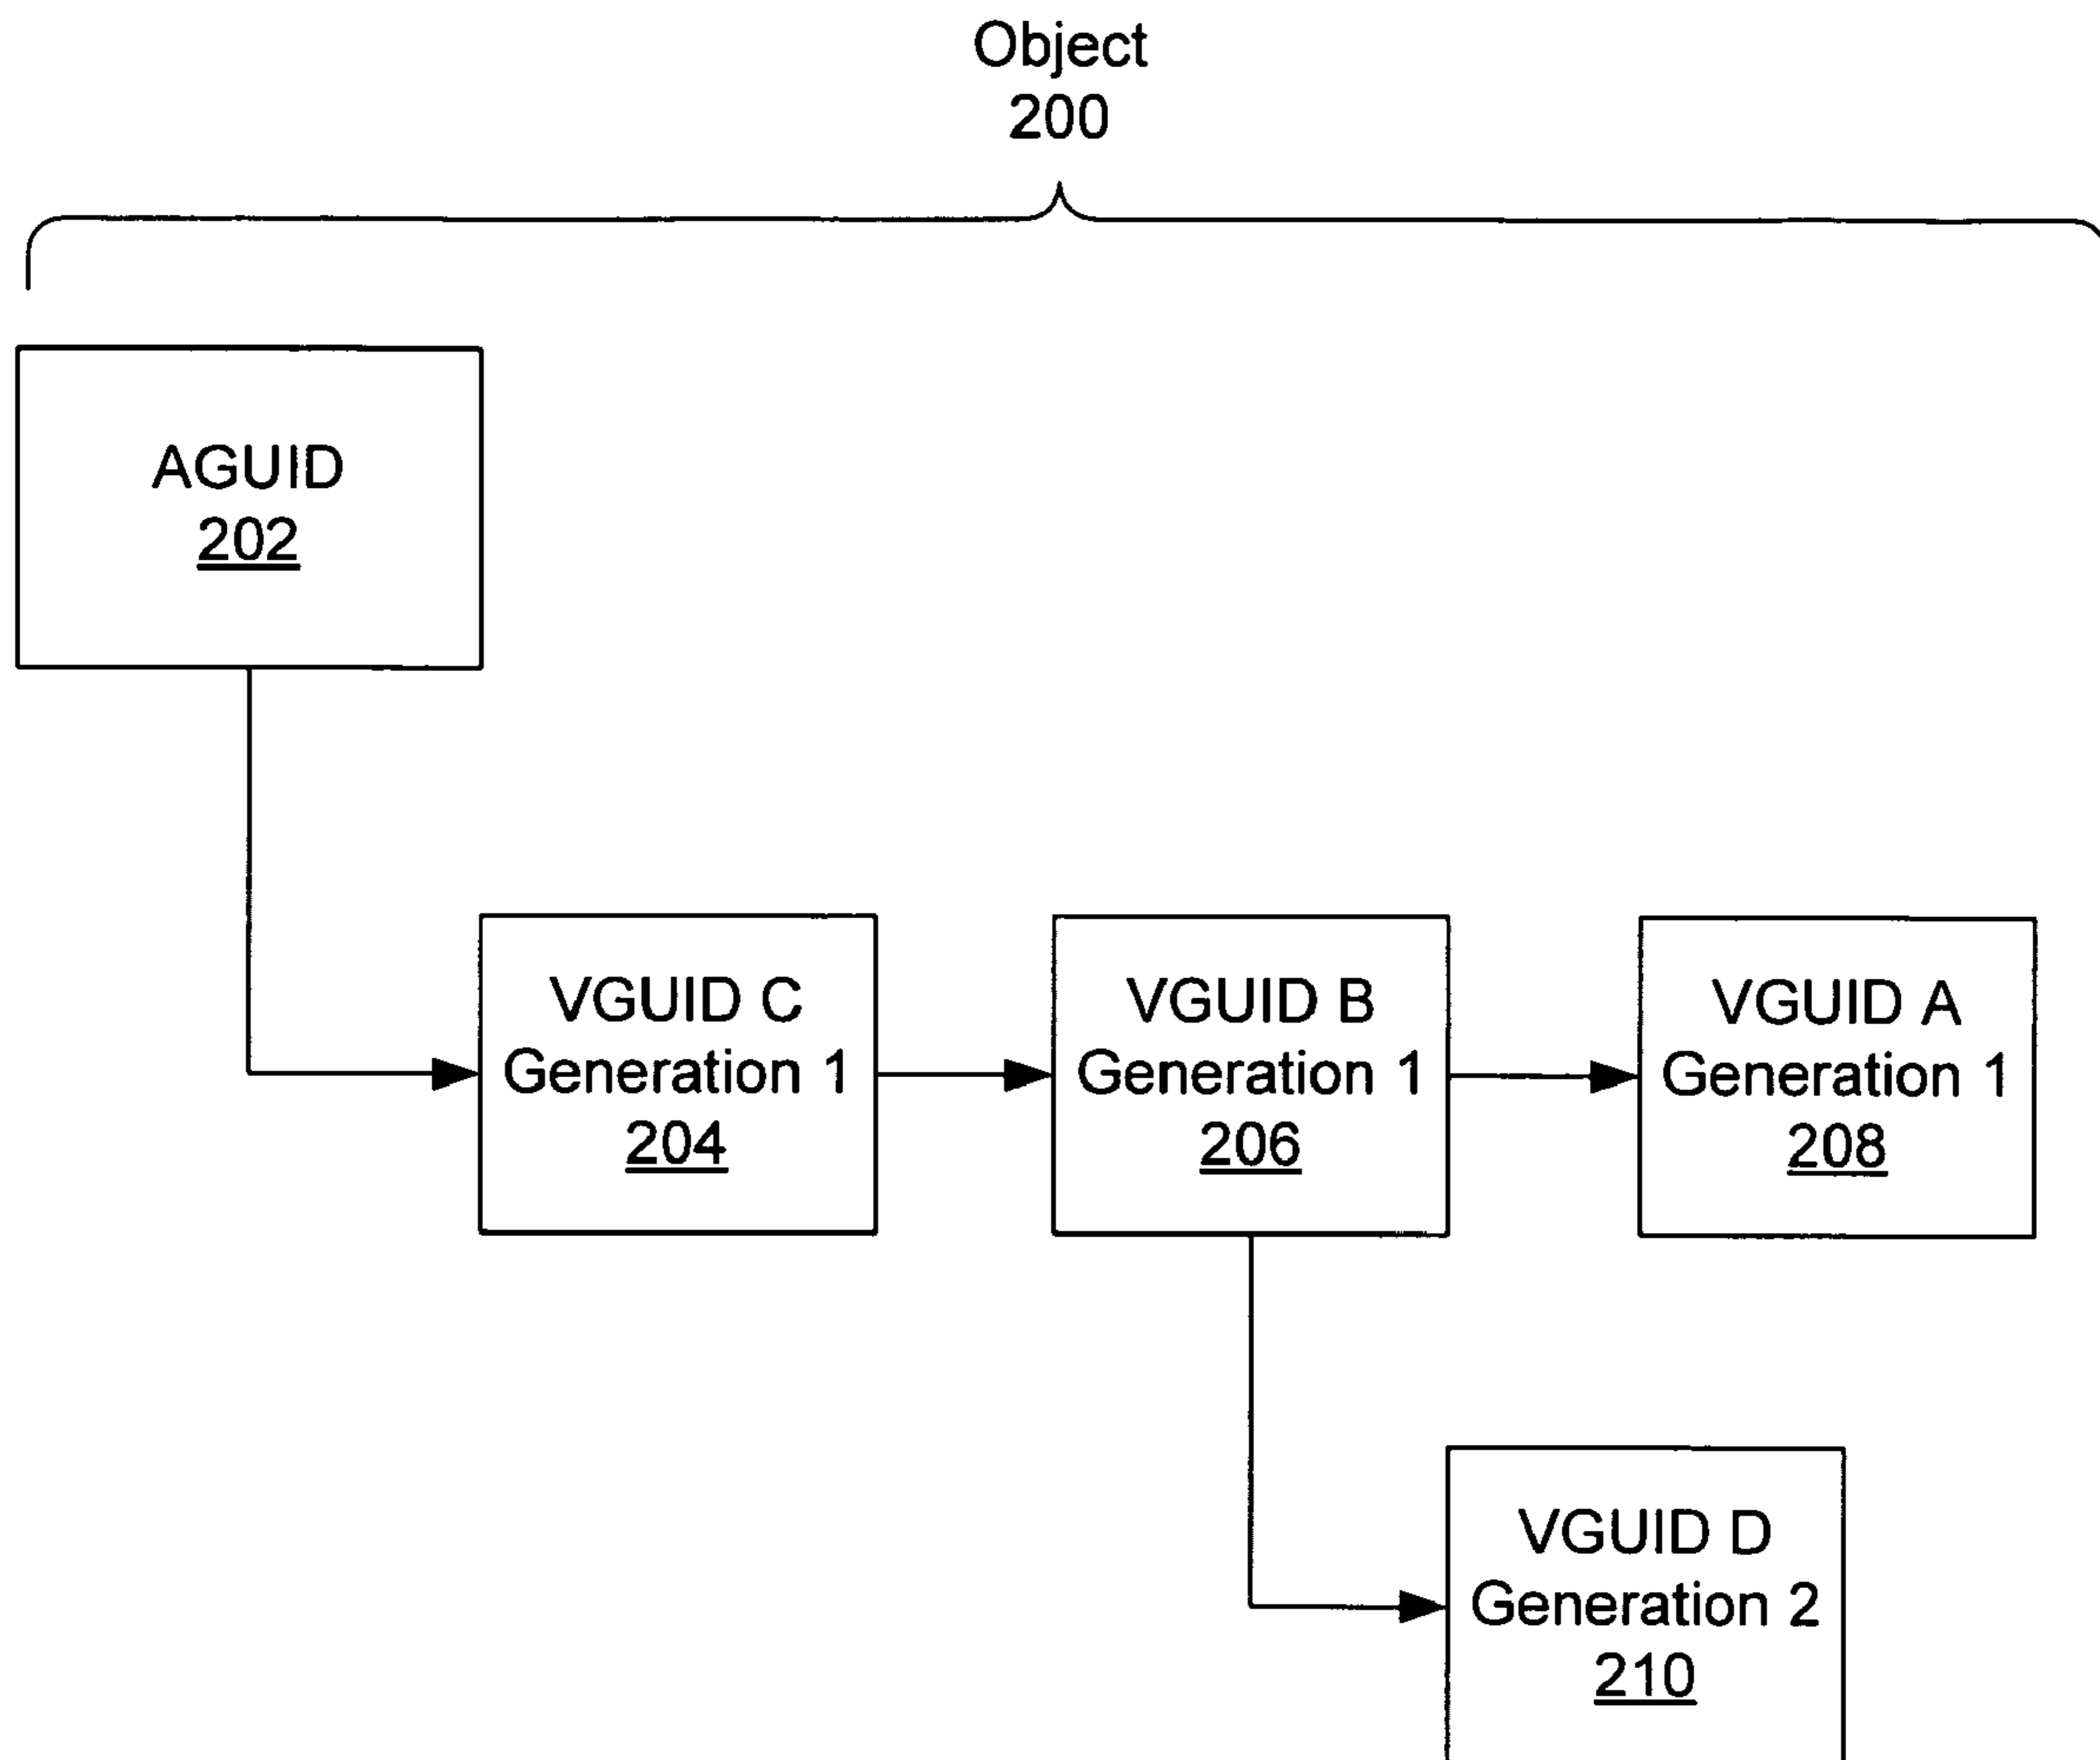 Object
200
AGUID
202
VGUID C
Generation 1
204
VGUID B
Generation 1
206
VGUID A
Generation 1
208
VGUID D
Generation 2
210